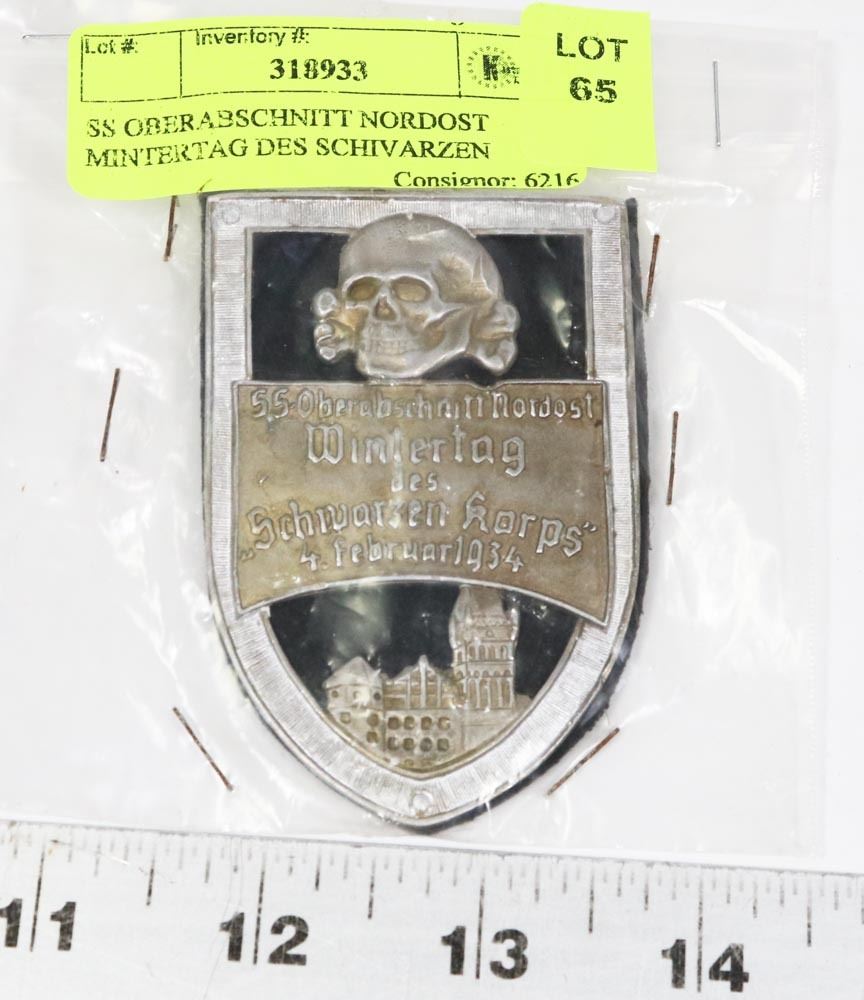 Lot #: Inventory #:
318933
LOT
65
SS OBERABSCHNITT NORDOST
MINTERTAG DES SCHIVARZEN
Consignor: 6216
SS-Oberabschnitt Nordost
Wintertag
des
„Schwarzen Korps"
4. Februar 1934
11 12 13 14